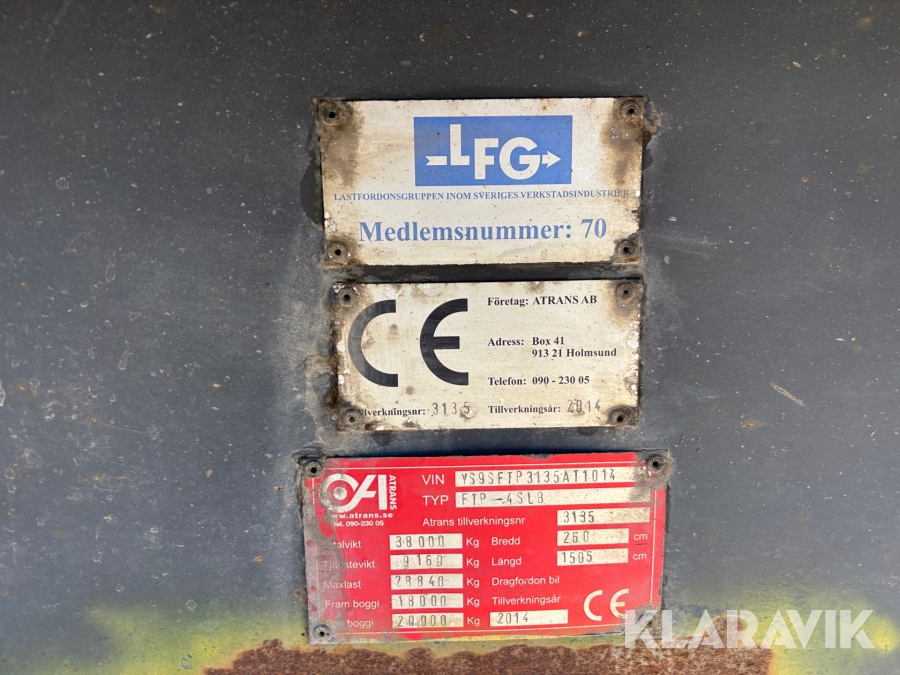 LFG
LASTFORDONSGRUPPEN INOM SVERIGES VERKSTADSINDUSTRIER
Medlemsnummer: 70
CE
Företag: ATRANS AB
Adress: Box 41
913 21 Holmsund
Telefon: 090 - 230 05
Tillverkningsnr: 3135 Tillverkningsår: 2014
ATRANS
www.atrans.se
tel. 090-230 05
VIN YS9SFTP3135AT1014
TYP FTP-4SLB
Atrans tillverkningsnr 3135
Totalvikt 38000 Kg Bredd 260 cm
Tjänstevikt 9160 Kg Längd 1505 cm
Maxlast 28840 Kg Dragfordon bil
Fram boggi 18000 Kg Tillverkningsår
boggi 20000 Kg 2014 CE
KLARAVIK